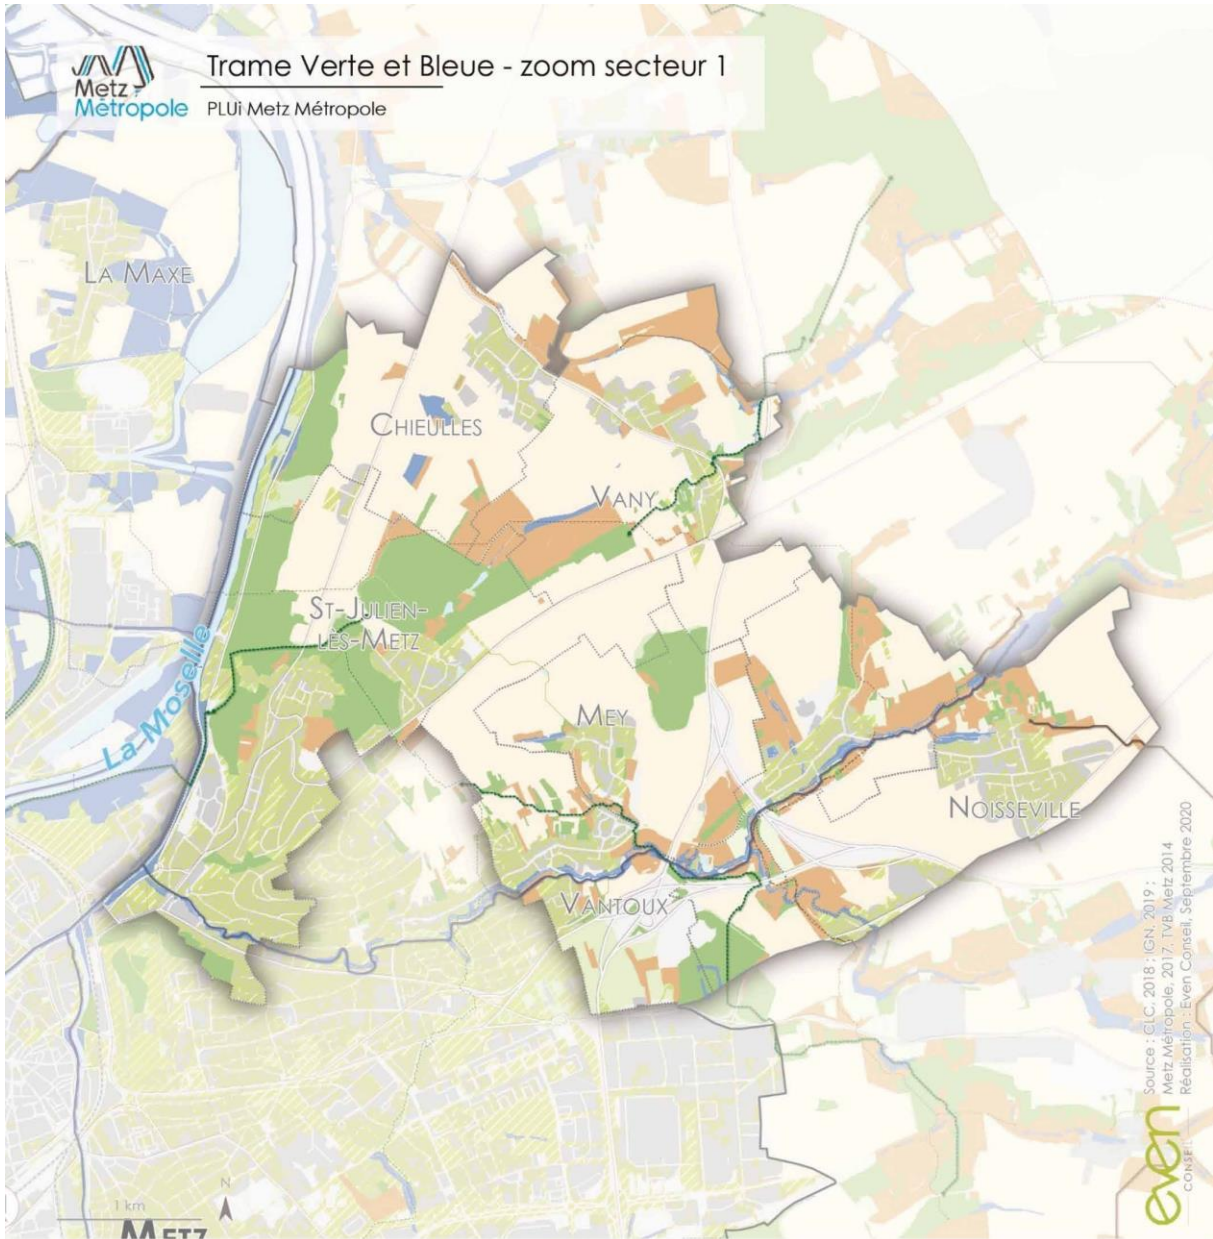 Metz
Métropole
Trame Verte et Bleue - zoom secteur 1
PLUi Metz Métropole
LA MAXE
CHIEULLES
VANY
ST-JULIEN-
LÈS-METZ
La Moselle
MEY
NOISSEVILLE
VANTOUX
Source : CLC, 2018 ; IGN, 2019 ;
Metz Métropole, 2017, TVB Metz 2014
Réalisation : Even Conseil, Septembre 2020
even
CONSEIL
N
1 km
METZ